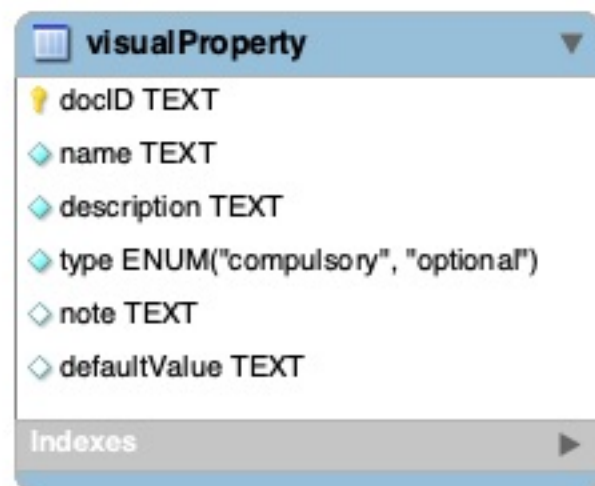 visualProperty
docID TEXT
name TEXT
description TEXT
type ENUM("compulsory", "optional")
note TEXT
defaultValue TEXT
Indexes